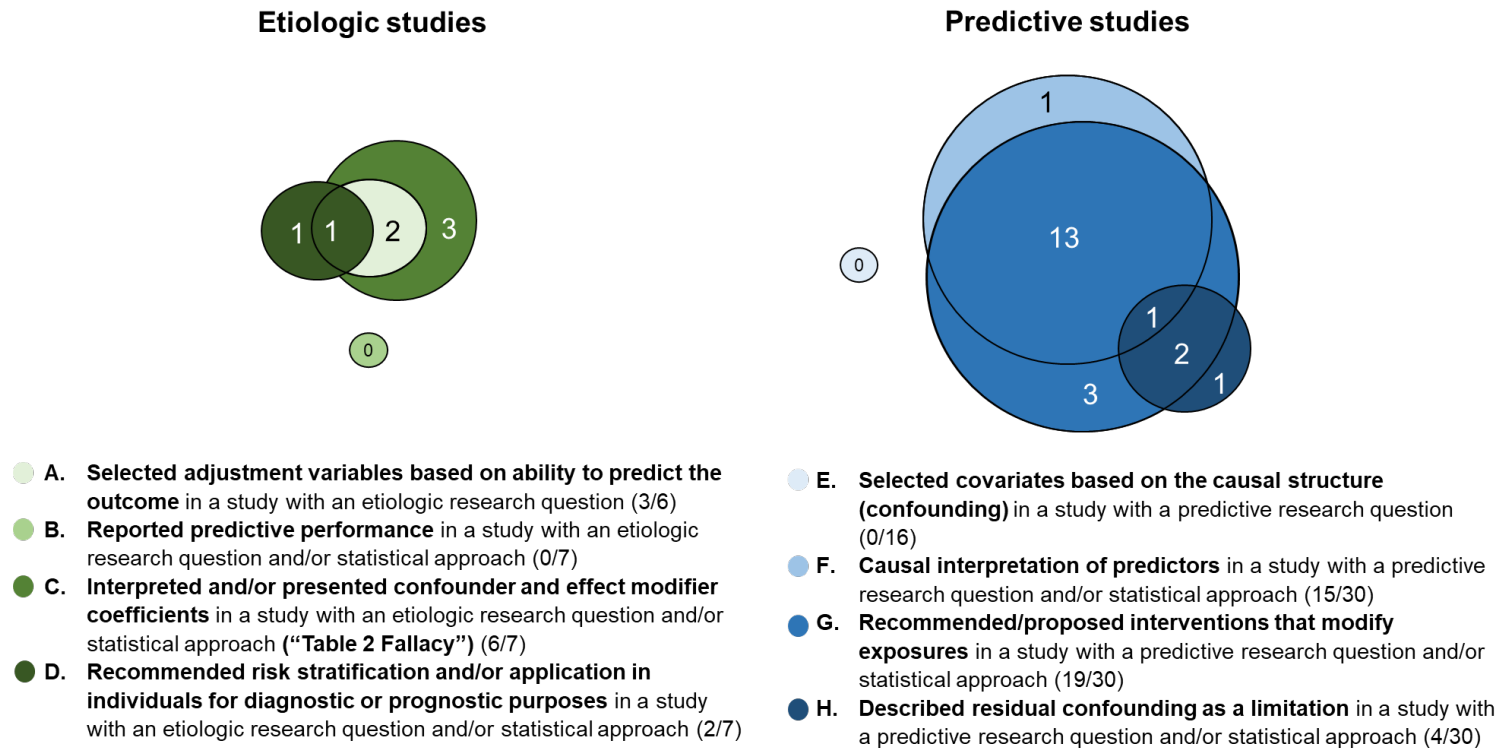 Etiologic studies
1
1
2
3
0
A. Selected adjustment variables based on ability to predict the
outcome in a study with an etiologic research question (3/6)
B. Reported predictive performance in a study with an etiologic
research question and/or statistical approach (0/7)
C. Interpreted and/or presented confounder and effect modifier
coefficients in a study with an etiologic research question and/or
statistical approach (“Table 2 Fallacy”) (6/7)
D. Recommended risk stratification and/or application in
individuals for diagnostic or prognostic purposes in a study
with an etiologic research question and/or statistical approach (2/7)
Predictive studies
1
13
0
1
2
1
3
E. Selected covariates based on the causal structure
(confounding) in a study with a predictive research question
(0/16)
F. Causal interpretation of predictors in a study with a predictive
research question and/or statistical approach (15/30)
G. Recommended/proposed interventions that modify
exposures in a study with a predictive research question and/or
statistical approach (19/30)
H. Described residual confounding as a limitation in a study with
a predictive research question and/or statistical approach (4/30)